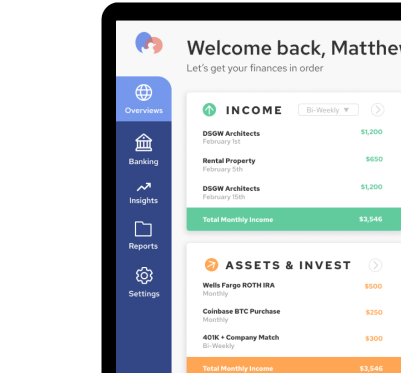 Welcome back, Matthew
Let's get your finances in order
Overviews
Banking
Insights
Reports
Settings
INCOME
Bi-Weekly ▼
DSGW Architects
$1,200
February 1st
Rental Property
$650
February 5th
DSGW Architects
$1,200
February 15th
Total Monthly Income
$3,546
ASSETS & INVEST
Wells Fargo ROTH IRA
$500
Monthly
Coinbase BTC Purchase
$250
Monthly
401K + Company Match
$300
Bi-Weekly
Total Monthly Income
$3,546